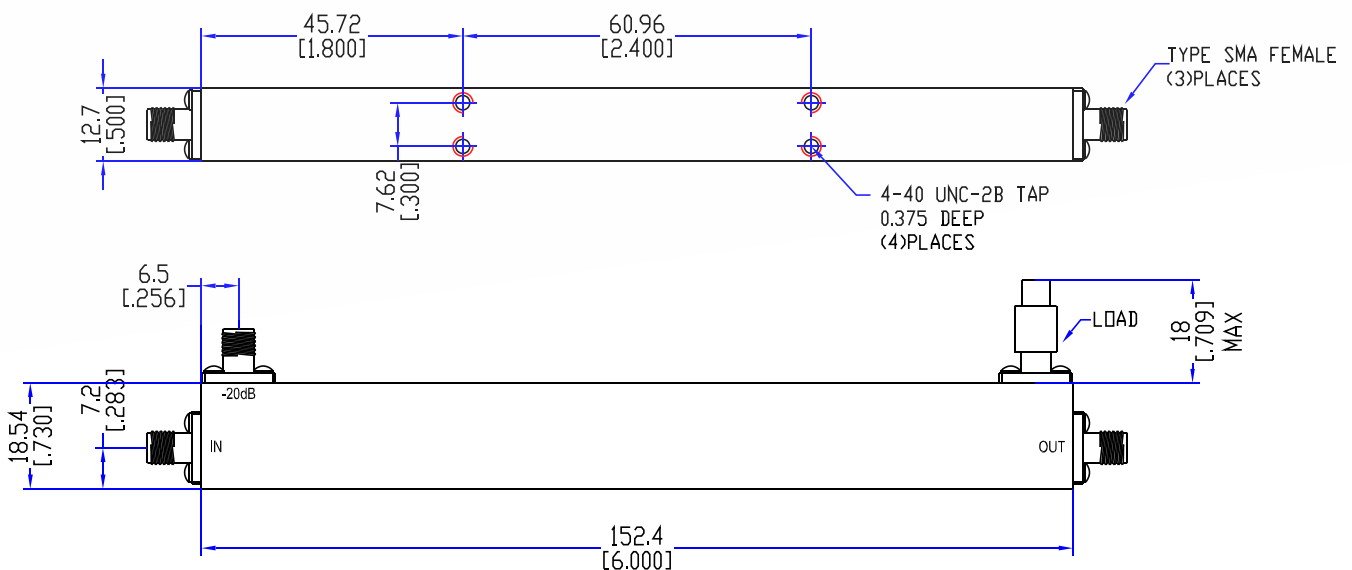 45.72
[1.800]
60.96
[2.400]
TYPE SMA FEMALE
(3)PLACES
12.7
[.500]
7.62
[.300]
4-40 UNC-2B TAP
0.375 DEEP
(4)PLACES
6.5
[.256]
LOAD
18
[.709]
MAX
-20dB
7.2
[.283]
18.54
[.730]
IN
OUT
152.4
[6.000]